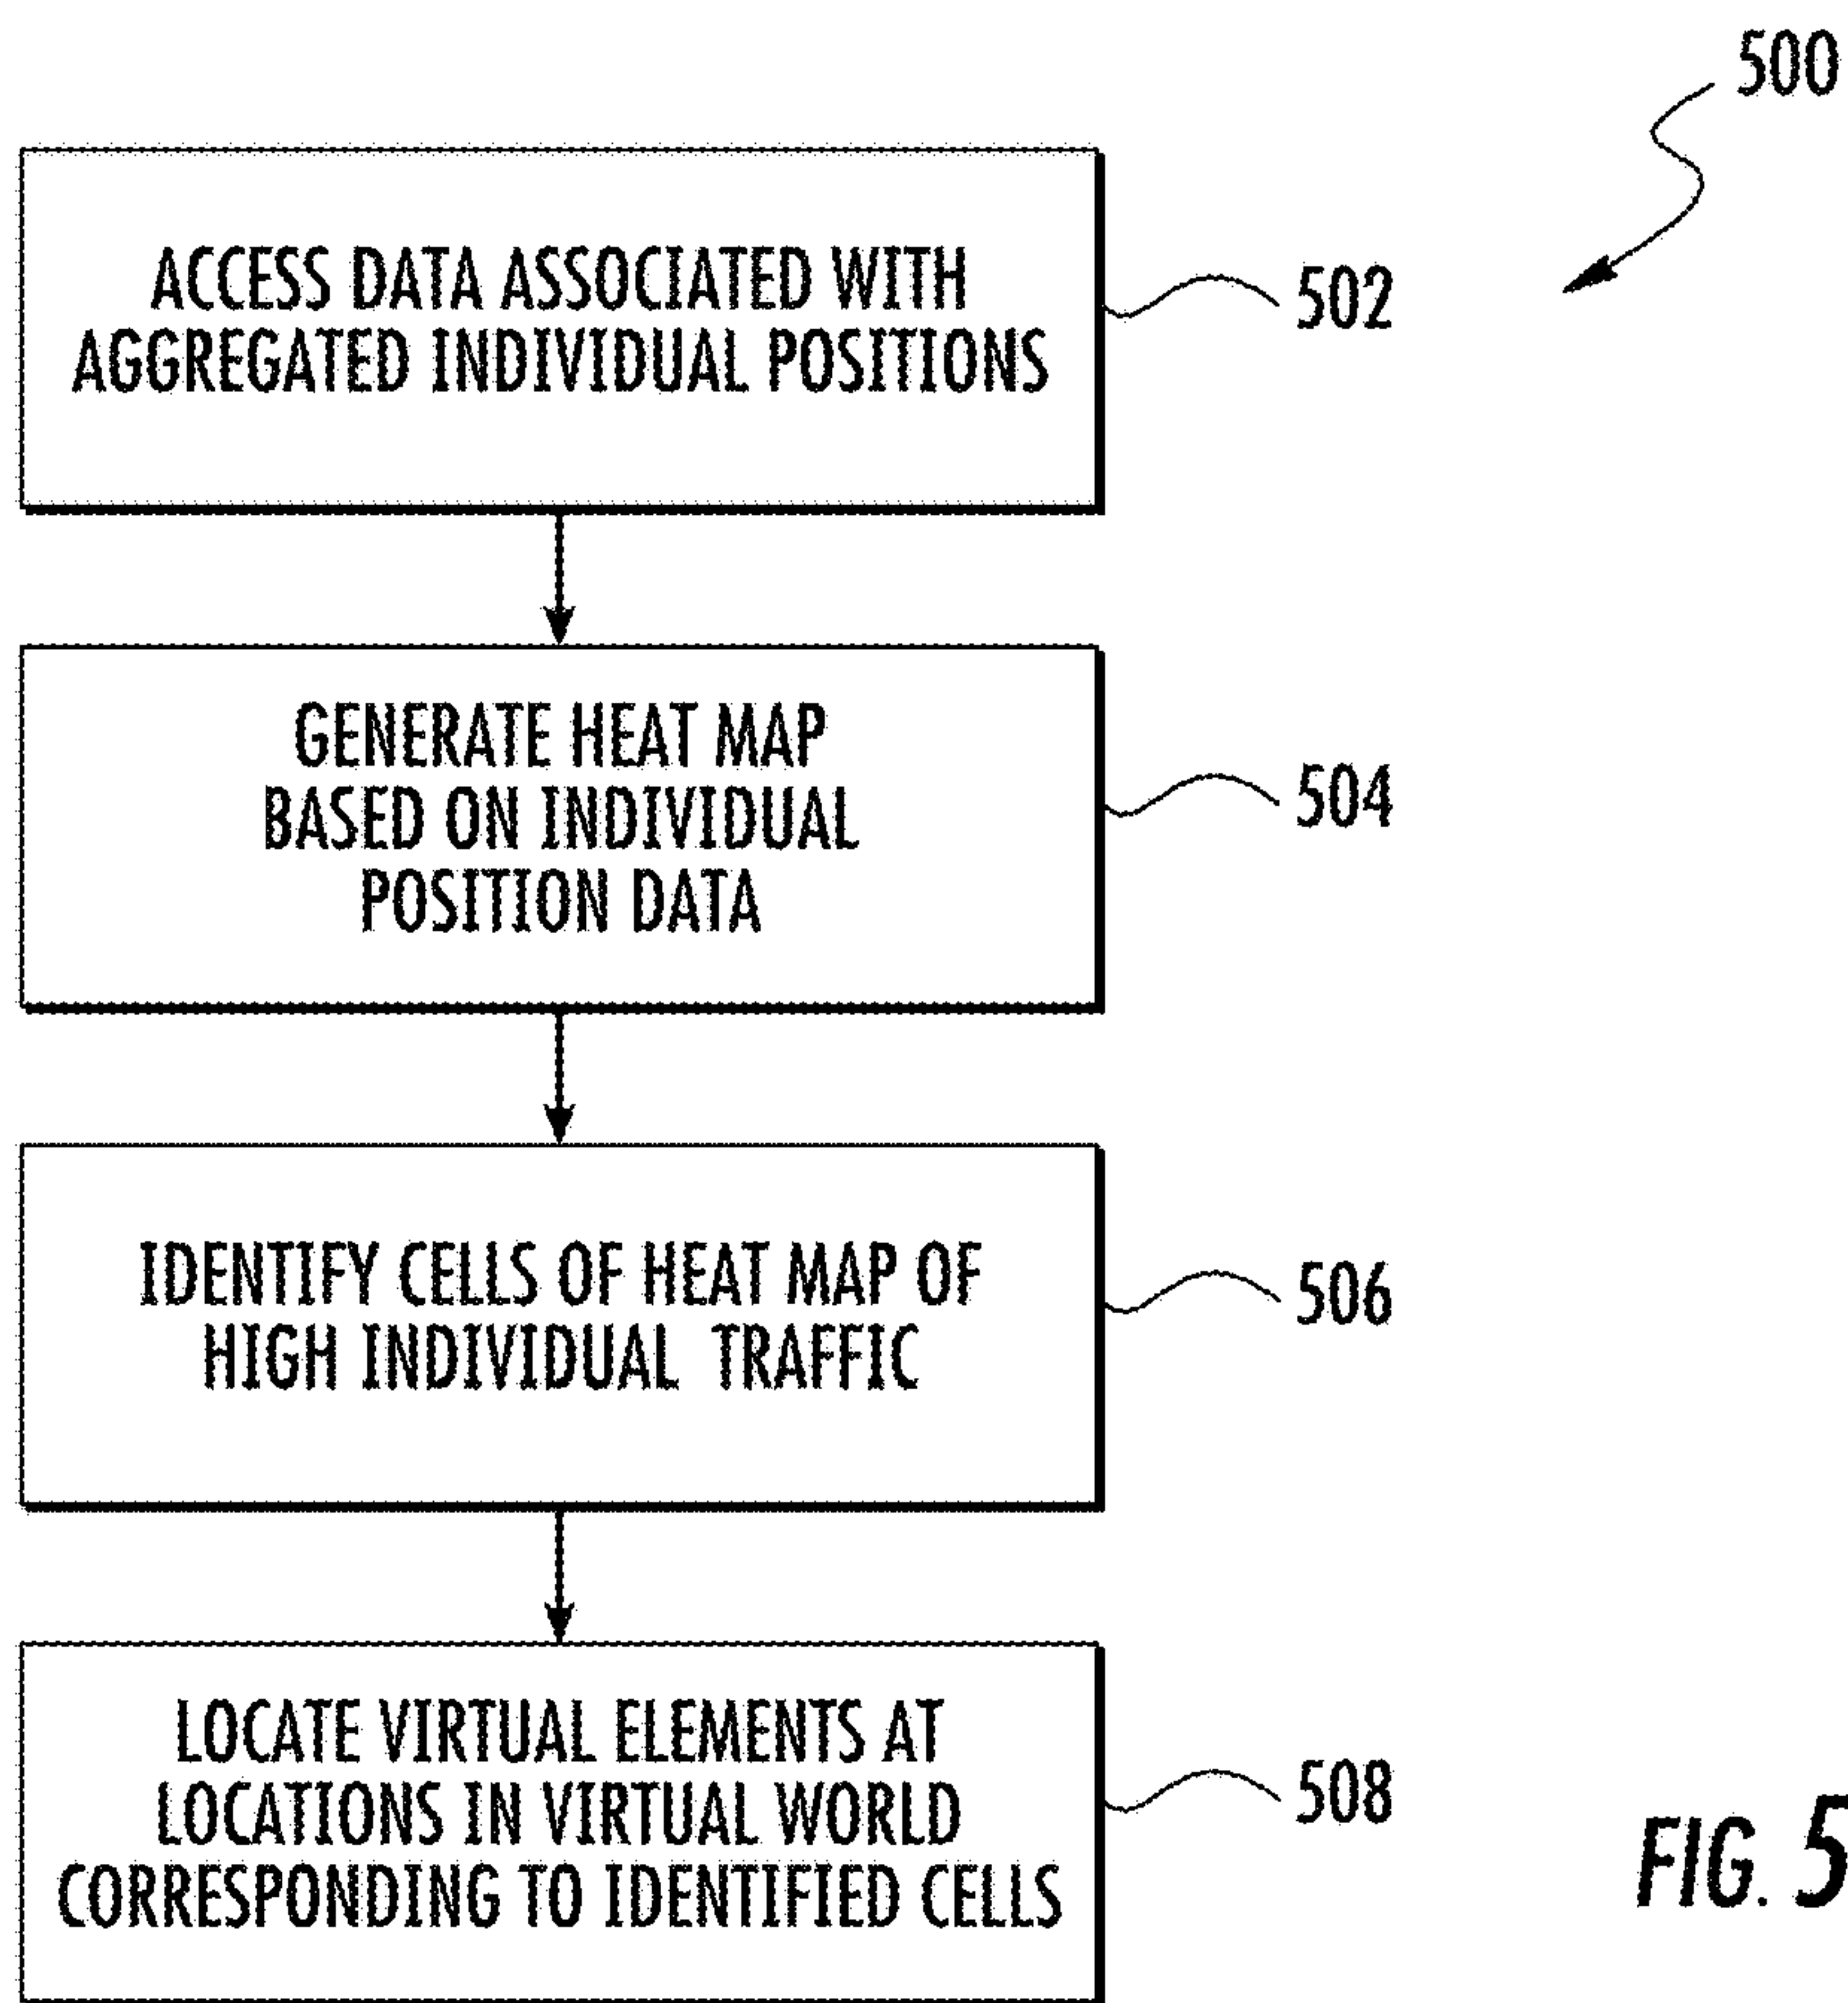 500
ACCESS DATA ASSOCIATED WITH
AGGREGATED INDIVIDUAL POSITIONS
502
GENERATE HEAT MAP
BASED ON INDIVIDUAL
POSITION DATA
504
IDENTIFY CELLS OF HEAT MAP OF
HIGH INDIVIDUAL TRAFFIC
506
LOCATE VIRTUAL ELEMENTS AT
LOCATIONS IN VIRTUAL WORLD
CORRESPONDING TO IDENTIFIED CELLS
508
FIG. 5